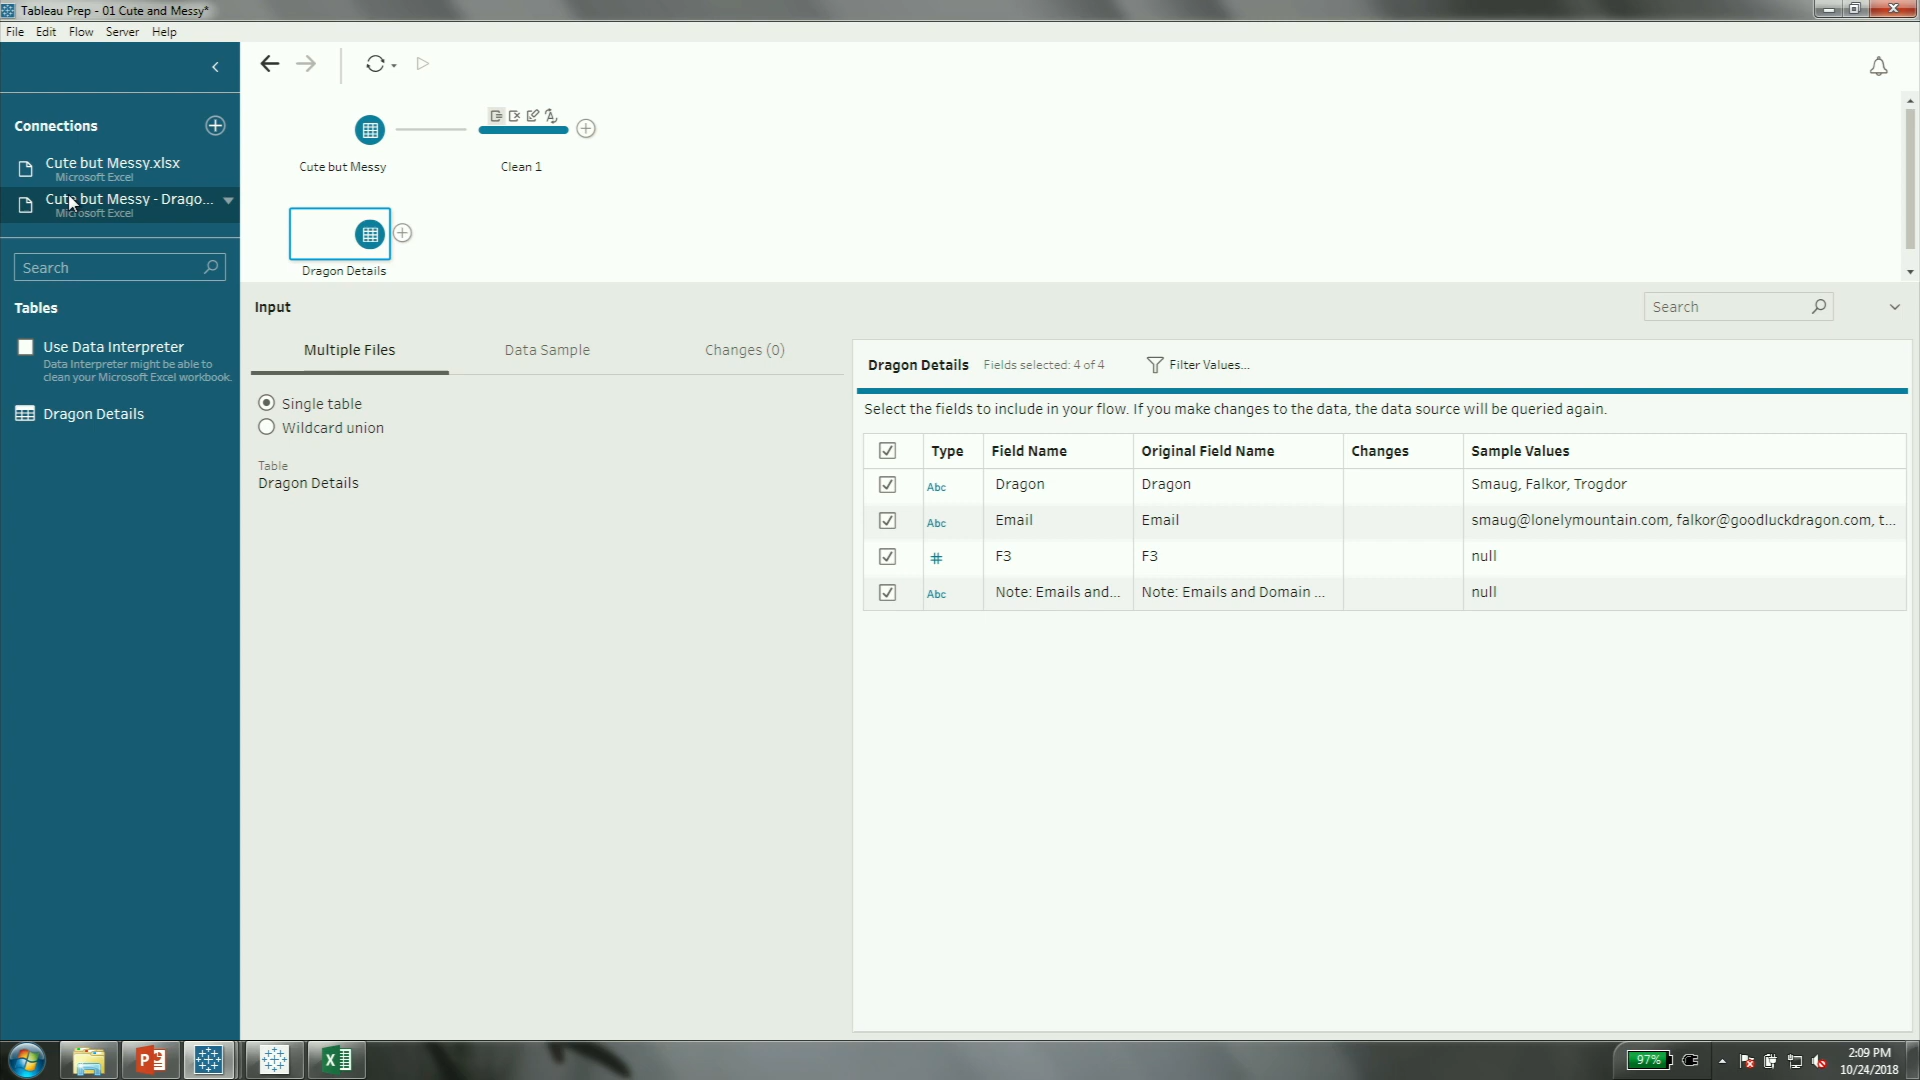 Tableau Prep - 01 Cute and Messy*
File Edit Flow Server Help
Connections
Cute but Messy.xlsx
Microsoft Excel
Cute but Messy - Drago...
Microsoft Excel
Search
Tables
Use Data Interpreter
Data Interpreter might be able to
clean your Microsoft Excel workbook.
Dragon Details
Cute but Messy
Clean 1
Dragon Details
Input
Search
Multiple Files Data Sample Changes (0)
Single table
Wildcard union
Table
Dragon Details
Dragon Details Fields selected: 4 of 4 Filter Values...
Select the fields to include in your flow. If you make changes to the data, the data source will be queried again.
Type Field Name Original Field Name Changes Sample Values
Abc Dragon Dragon Smaug, Falkor, Trogdor
Abc Email Email smaug@lonelymountain.com, falkor@goodluckdragon.com, t...
# F3 F3 null
Abc Note: Emails and... Note: Emails and Domain ... null
97%
2:09 PM
10/24/2018